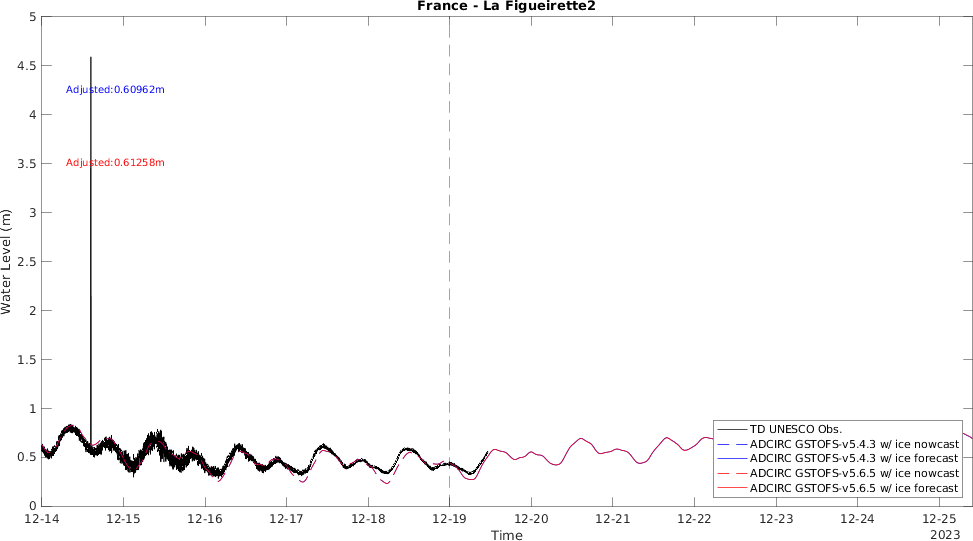 France - La Figueirette2
5
4.5
4
3.5
3
2.5
2
1.5
1
0.5
0
Water Level (m)
Adjusted:0.60962m
Adjusted:0.61258m
TD UNESCO Obs.
ADCIRC GSTOFS-v5.4.3 w/ ice nowcast
ADCIRC GSTOFS-v5.4.3 w/ ice forecast
ADCIRC GSTOFS-v5.6.5 w/ ice nowcast
ADCIRC GSTOFS-v5.6.5 w/ ice forecast
12-14 12-15 12-16 12-17 12-18 12-19 12-20 12-21 12-22 12-23 12-24 12-25
Time
2023